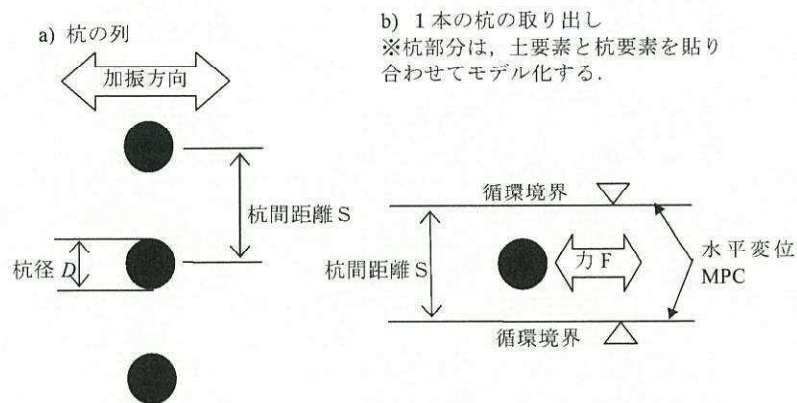 a) 杭の列
加振方向
杭間距離 S
杭径 D
b) 1本の杭の取り出し
※杭部分は，土要素と杭要素を貼り
合わせてモデル化する.
循環境界
杭間距離 S
力 F
水平変位
MPC
循環境界